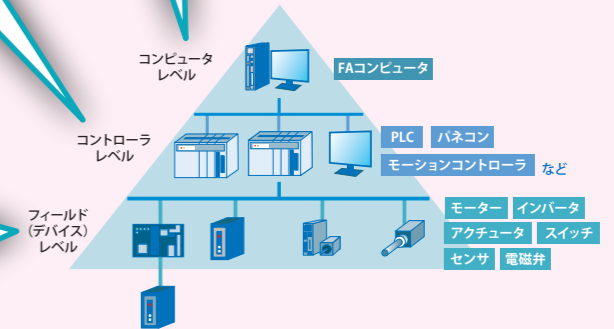 コンピュータ
レベル
FAコンピュータ
コントローラ
レベル
PLC パネコン
モーションコントローラ など
フィールド
(デバイス)
レベル
モーター インバータ
アクチュータ スイッチ
センサ 電磁弁